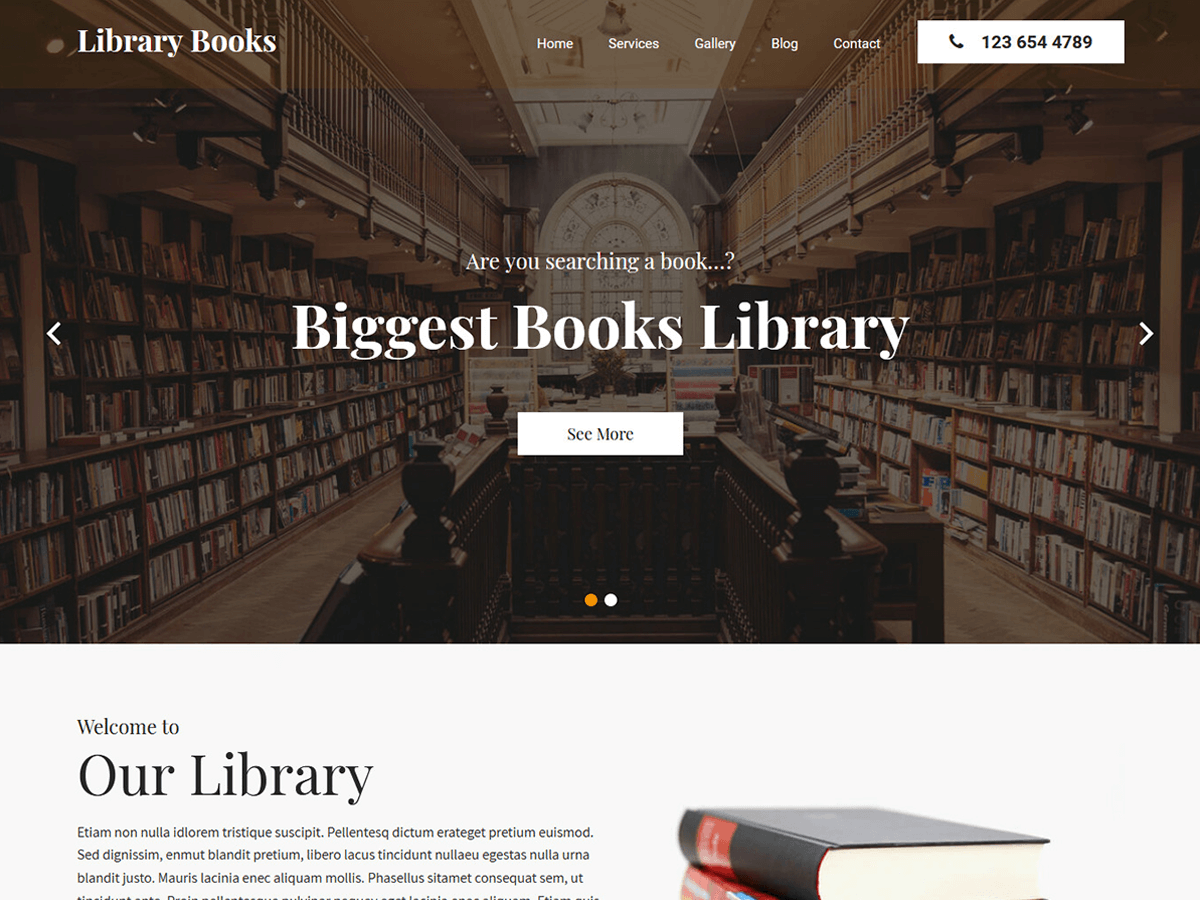 Library Books
Home Services Gallery Blog Contact 123 654 4789
Are you searching a book...?
Biggest Books Library
See More
Welcome to
Our Library
Etiam non nulla idlorem tristique suscipit. Pellentesq dictum erateget pretium euismod.
Sed dignissim, enmut blandit pretium, libero lacus tincidunt nullaeu egestas nulla urna
blandit justo. Mauris lacinia enec aliquam mollis. Phasellus sitamet consequat sem, ut